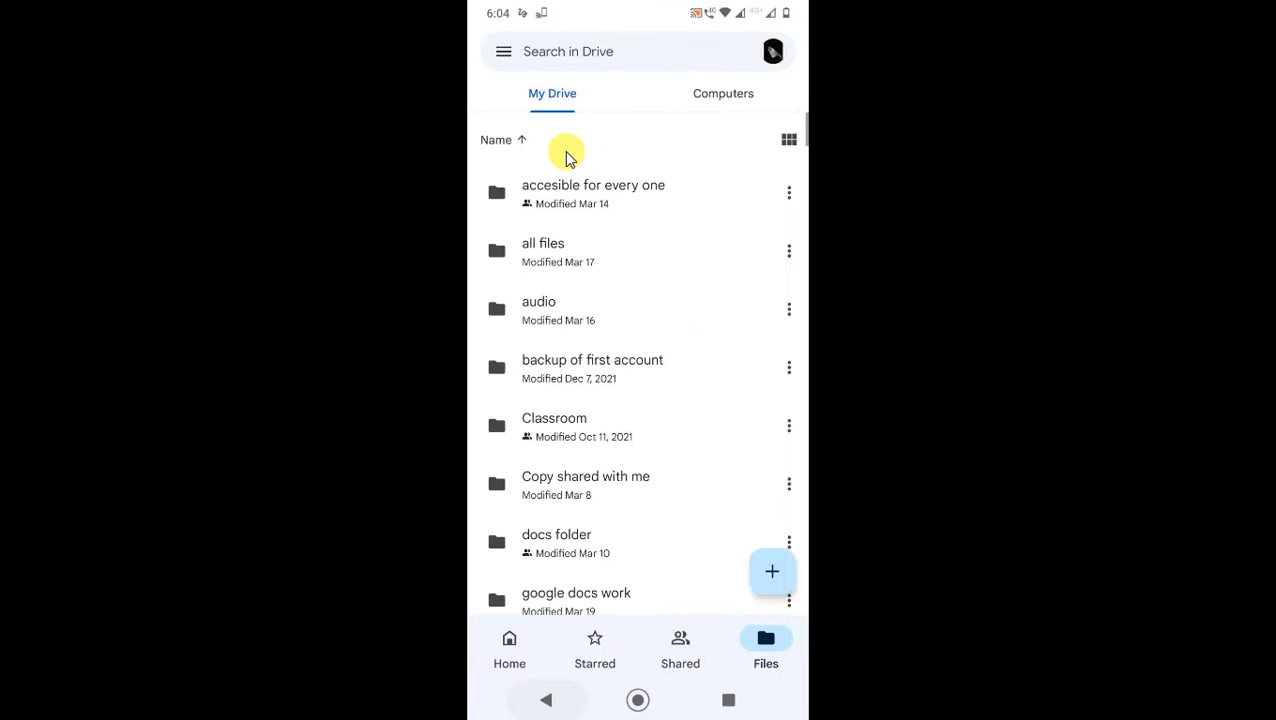 6:04
4G
4G+
Search in Drive
My Drive
Computers
Name
accesible for every one
Modified Mar 14
all files
Modified Mar 17
audio
Modified Mar 16
backup of first account
Modified Dec 7, 2021
Classroom
Modified Oct 11, 2021
Copy shared with me
Modified Mar 8
docs folder
Modified Mar 10
google docs work
Modified Mar 19
Home
Starred
Shared
Files